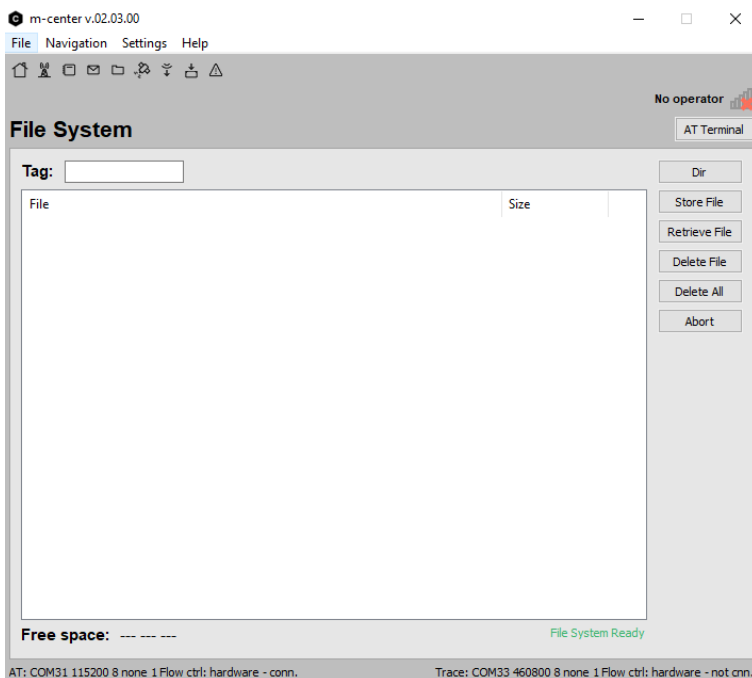 m-center v.02.03.00
File Navigation Settings Help
No operator
File System
AT Terminal
Tag:
Dir
File Size
Store File
Retrieve File
Delete File
Delete All
Abort
Free space: --- --- ---
File System Ready
AT: COM31 115200 8 none 1 Flow ctrl: hardware - conn.
Trace: COM33 460800 8 none 1 Flow ctrl: hardware - not cnn.